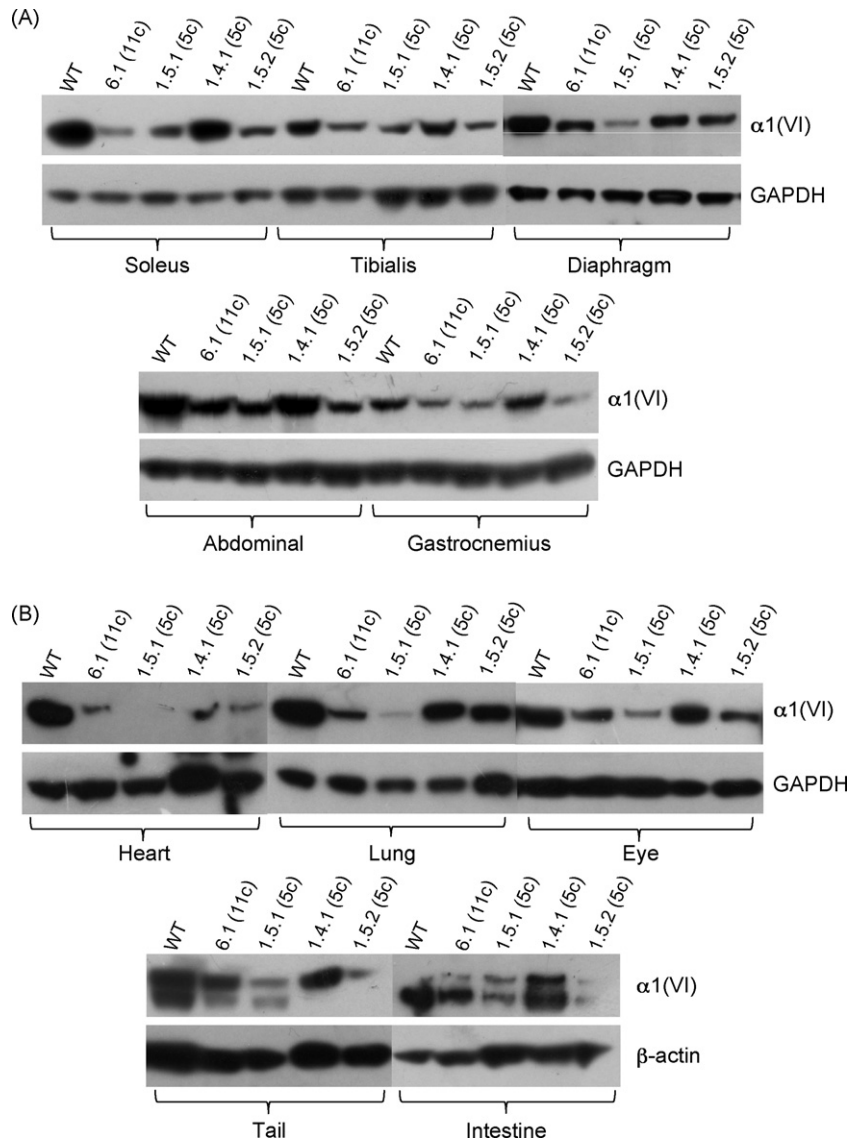 (A)
WT 6.1 (11c) 1.5.1 (5c) 1.4.1 (5c) 1.5.2 (5c) WT 6.1 (11c) 1.5.1 (5c) 1.4.1 (5c) 1.5.2 (5c) WT 6.1 (11c) 1.5.1 (5c) 1.4.1 (5c) 1.5.2 (5c)
α1(VI)
GAPDH
Soleus Tibialis Diaphragm
WT 6.1 (11c) 1.5.1 (5c) 1.4.1 (5c) 1.5.2 (5c) WT 6.1 (11c) 1.5.1 (5c) 1.4.1 (5c) 1.5.2 (5c)
α1(VI)
GAPDH
Abdominal Gastrocnemius
(B)
WT 6.1 (11c) 1.5.1 (5c) 1.4.1 (5c) 1.5.2 (5c) WT 6.1 (11c) 1.5.1 (5c) 1.4.1 (5c) 1.5.2 (5c) WT 6.1 (11c) 1.5.1 (5c) 1.4.1 (5c) 1.5.2 (5c)
α1(VI)
GAPDH
Heart Lung Eye
WT 6.1 (11c) 1.5.1 (5c) 1.4.1 (5c) 1.5.2 (5c) WT 6.1 (11c) 1.5.1 (5c) 1.4.1 (5c) 1.5.2 (5c)
α1(VI)
β-actin
Tail Intestine